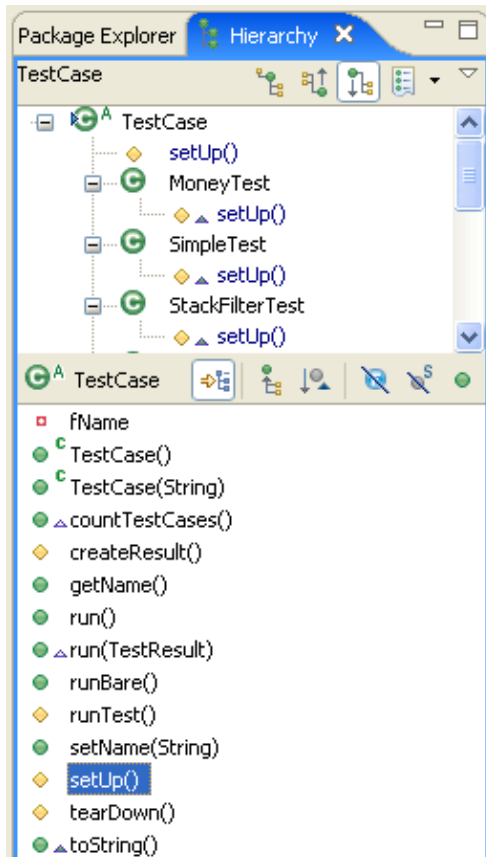 Package Explorer Hierarchy
TestCase
A TestCase
setUp()
C MoneyTest
setUp()
C SimpleTest
setUp()
C StackFilterTest
setUp()
C A TestCase S
fName
C TestCase()
C TestCase(String)
countTestCases()
createResult()
getName()
run()
run(TestResult)
runBare()
runTest()
setName(String)
setUp()
tearDown()
toString()